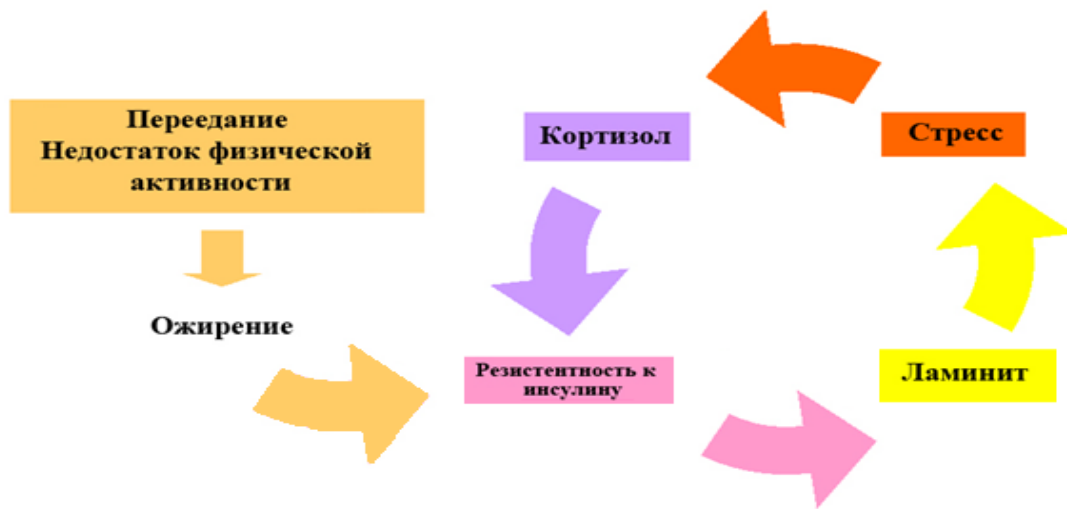 Переедание
Недостаток физической
активности
Ожирение
Кортизол
Стресс
Резистентность к
инсулину
Ламинит